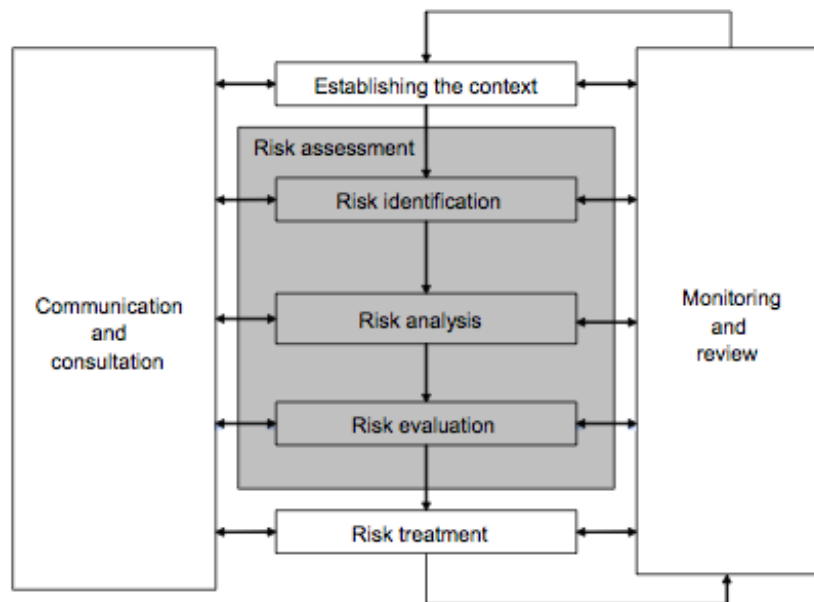 Establishing the context
Risk assessment
Risk identification
Communication
and
consultation
Risk analysis
Monitoring
and
review
Risk evaluation
Risk treatment